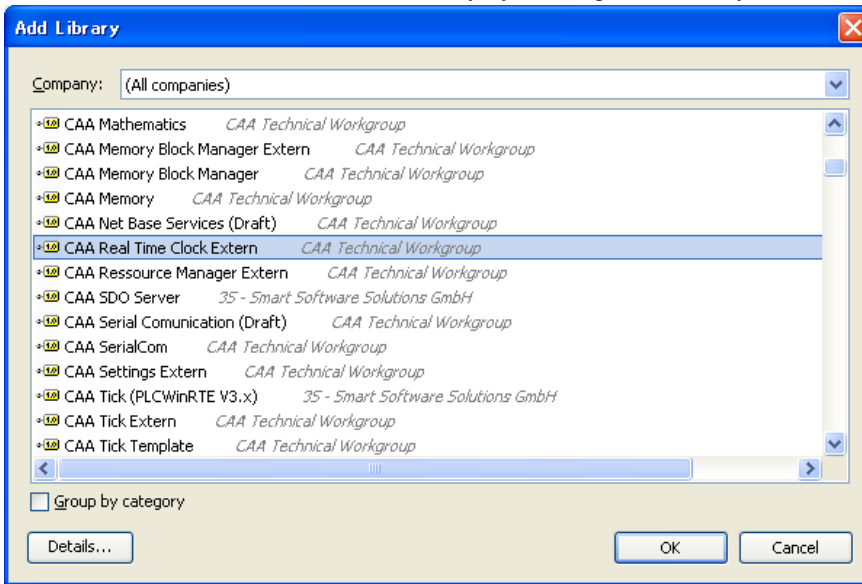 Add Library
Company: (All companies)
CAA Mathematics CAA Technical Workgroup
CAA Memory Block Manager Extern CAA Technical Workgroup
CAA Memory Block Manager CAA Technical Workgroup
CAA Memory CAA Technical Workgroup
CAA Net Base Services (Draft) CAA Technical Workgroup
CAA Real Time Clock Extern CAA Technical Workgroup
CAA Ressource Manager Extern CAA Technical Workgroup
CAA SDO Server 3S - Smart Software Solutions GmbH
CAA Serial Comunication (Draft) CAA Technical Workgroup
CAA SerialCom CAA Technical Workgroup
CAA Settings Extern CAA Technical Workgroup
CAA Tick (PLCWinRTE V3.x) 3S - Smart Software Solutions GmbH
CAA Tick Extern CAA Technical Workgroup
CAA Tick Template CAA Technical Workgroup
Group by category
Details... OK Cancel